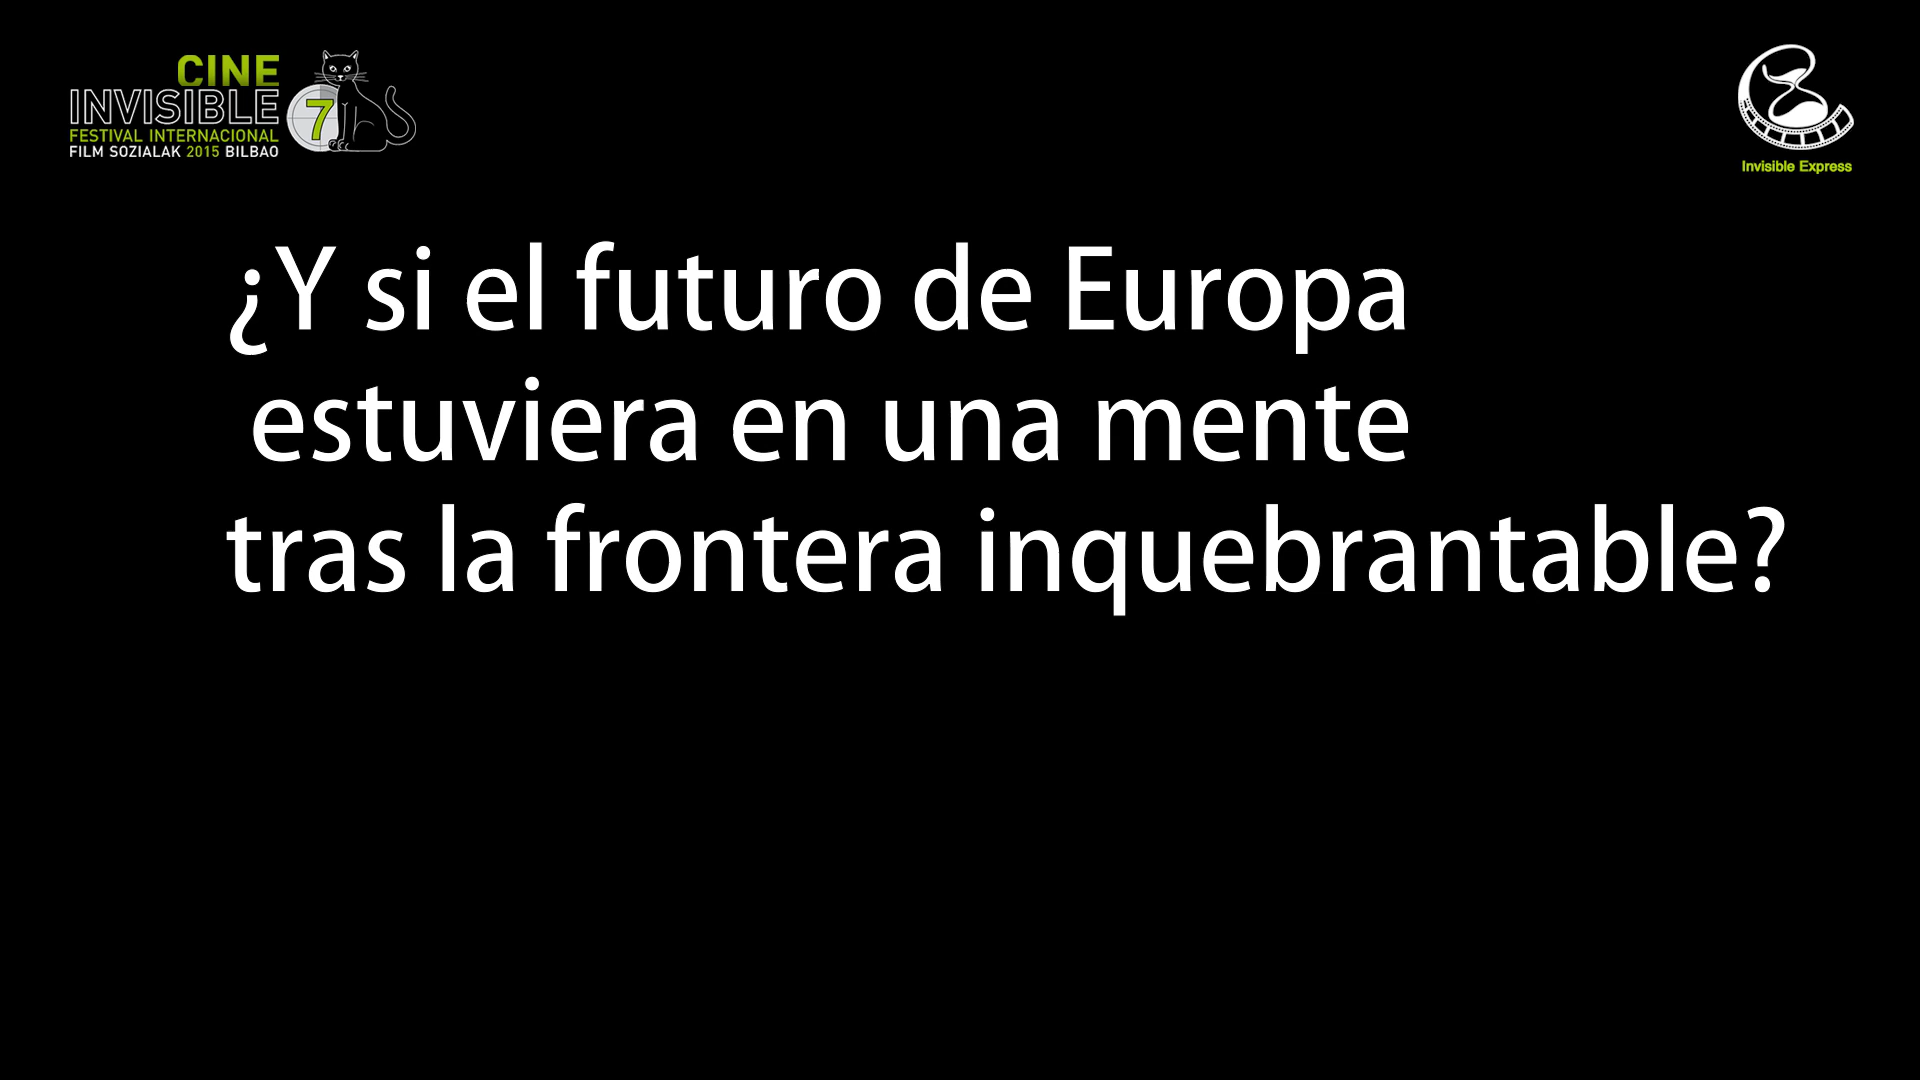 CINE
INVISIBLE
FESTIVAL INTERNACIONAL
FILM SOZIALAK 2015 BILBAO
7
Invisible Express
¿Y si el futuro de Europa
estuviera en una mente
tras la frontera inquebrantable?